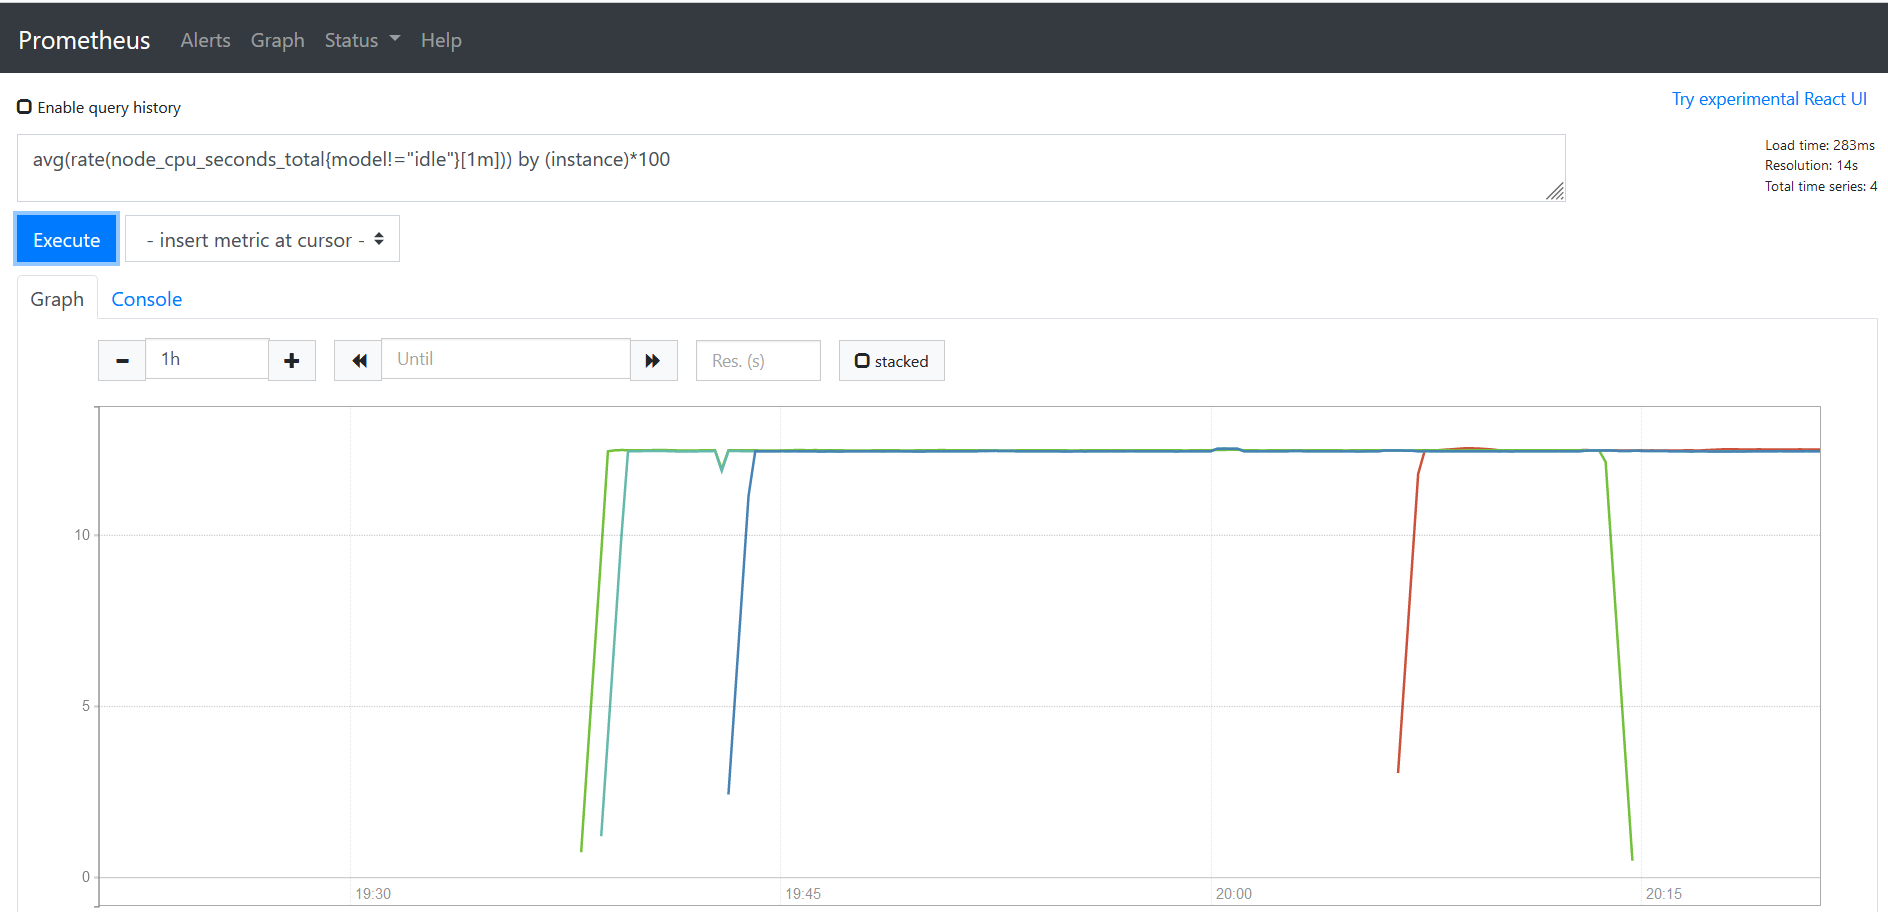 Prometheus Alerts Graph Status Help
Enable query history
Try experimental React UI
avg(rate(node_cpu_seconds_total{model!="idle"}[1m])) by (instance)*100
Load time: 283ms
Resolution: 14s
Total time series: 4
Execute
- insert metric at cursor -
Graph Console
1h
Until
Res. (s)
stacked
10
5
0
19:30 19:45 20:00 20:15